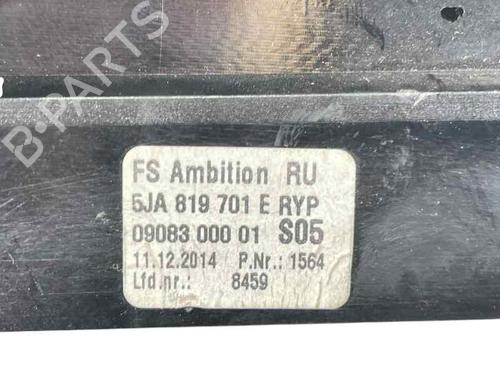 B-PARTS
FS Ambition RU
5JA 819 701 E RYP
09083 000 01 S05
11.12.2014 P.Nr.: 1564
Lfd.nr.: 8459